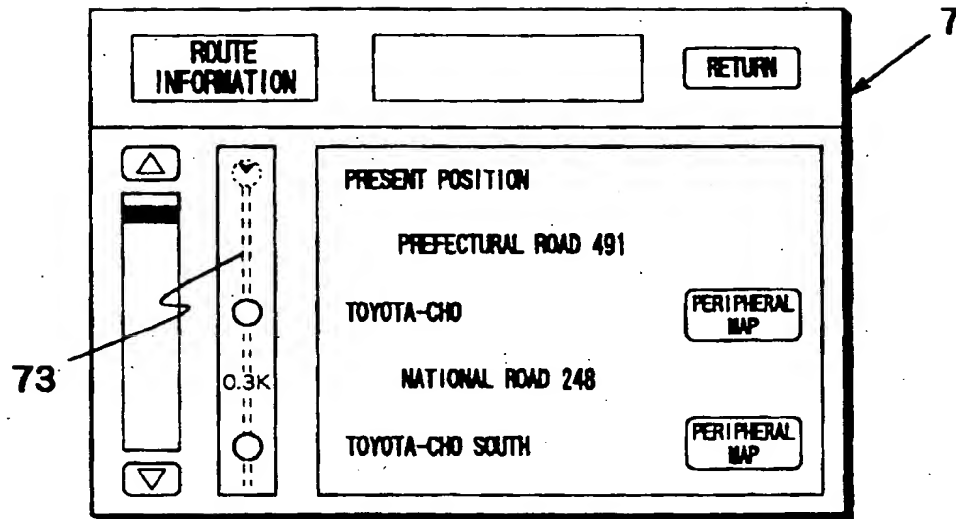 7
ROUTE
INFORMATION
RETURN
PRESENT POSITION
PREFECTURAL ROAD 491
TOYOTA-CHO
PERIPHERAL
MAP
73
0.3K
NATIONAL ROAD 248
TOYOTA-CHO SOUTH
PERIPHERAL
MAP